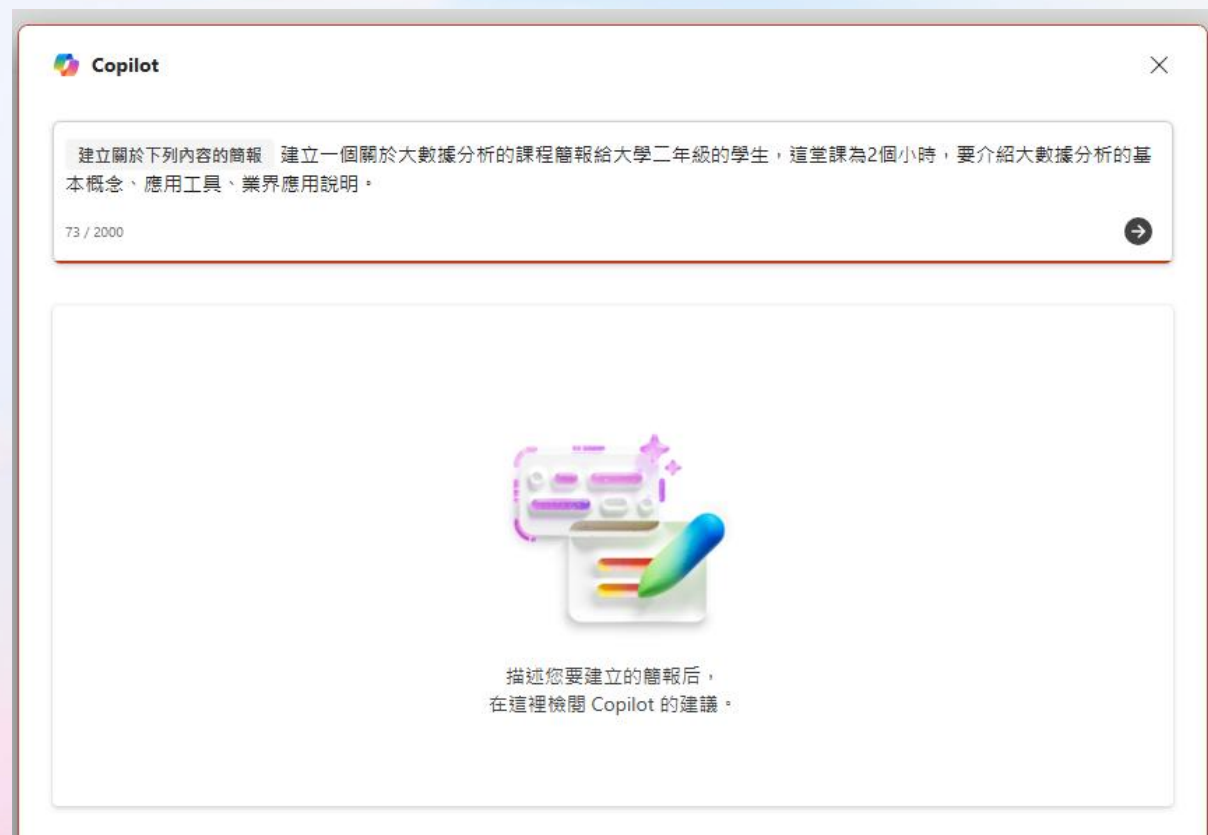 Copilot
建立關於下列內容的簡報 建立一個關於大數據分析的課程簡報給大學二年級的學生，這堂課為2個小時，要介紹大數據分析的基
本概念、應用工具、業界應用說明。
73 / 2000
描述您要建立的簡報后，
在這裡檢閱 Copilot 的建議。